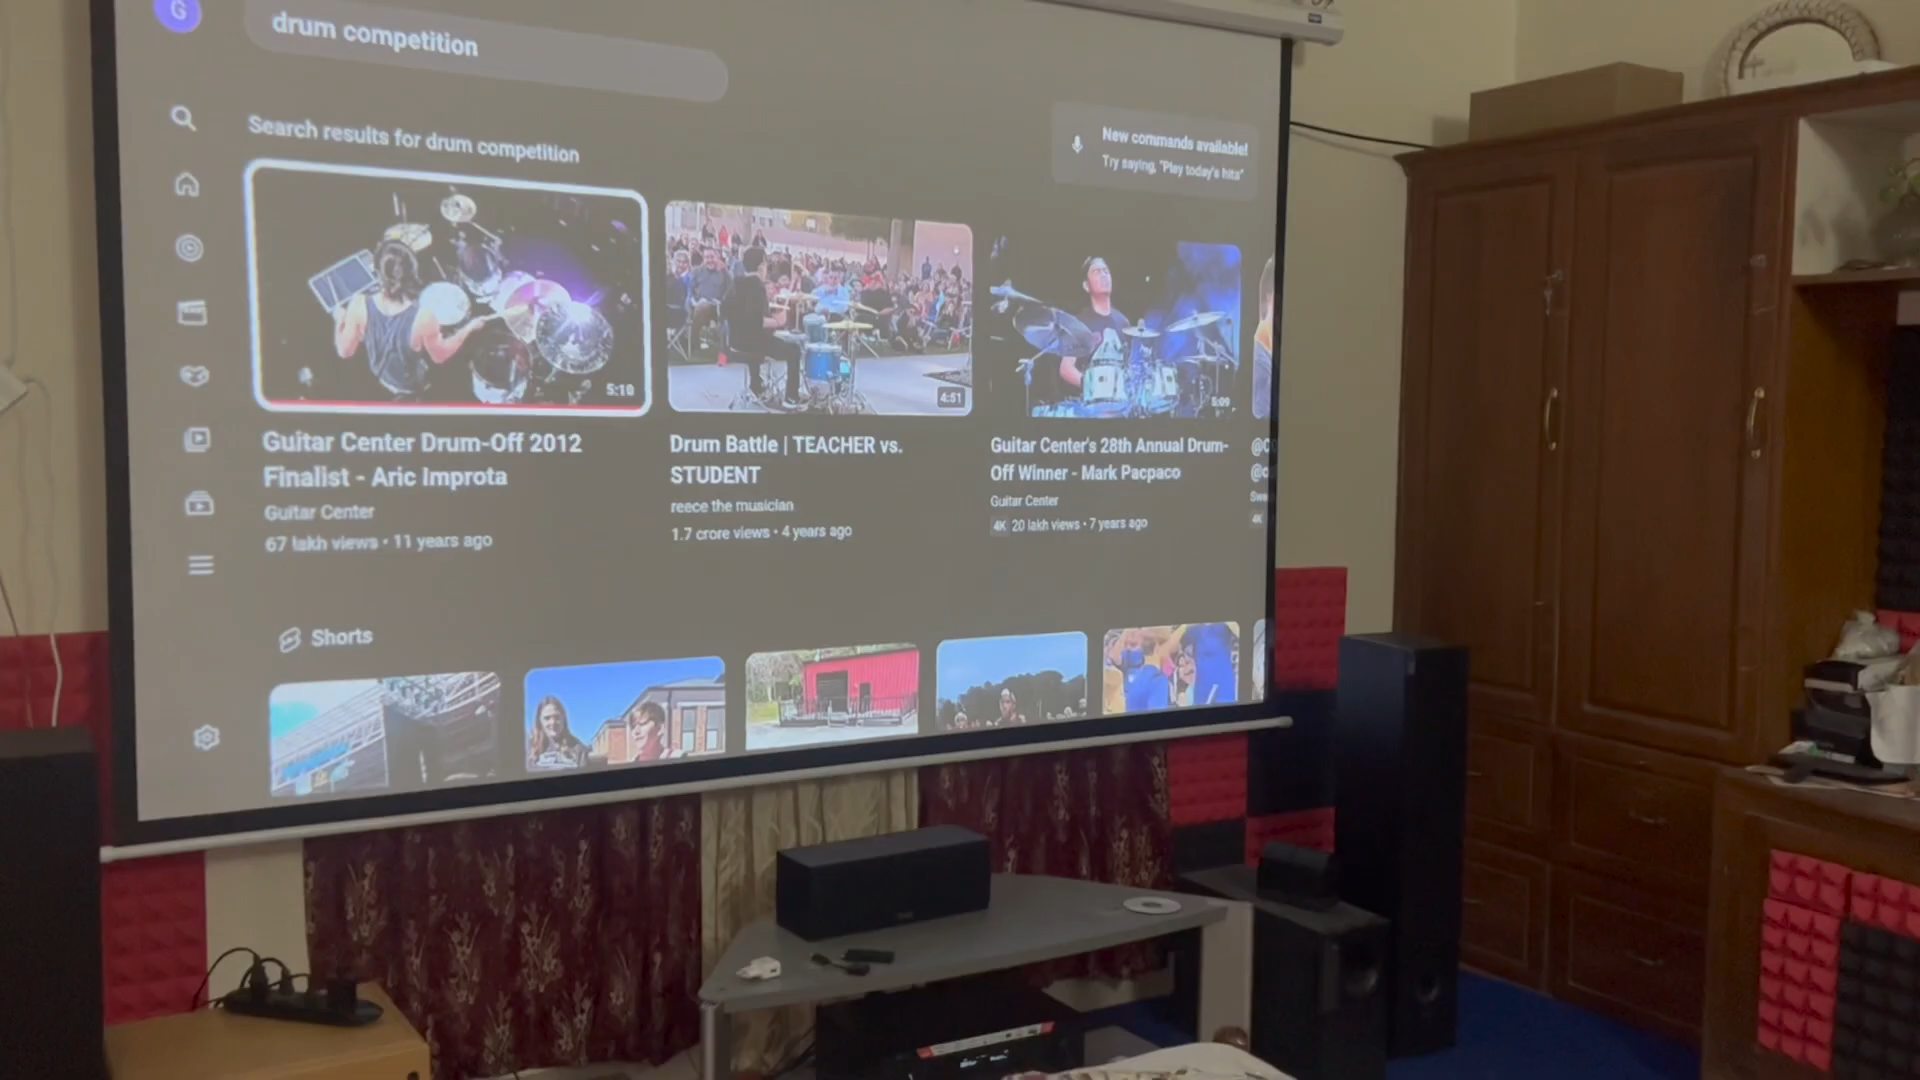 G
drum competition
Search results for drum competition
New commands available!
Try saying, "Play today's hits"
5:10
4:51
5:09
Guitar Center Drum-Off 2012
Finalist - Aric Improta
Guitar Center
67 lakh views • 11 years ago
Drum Battle | TEACHER vs.
STUDENT
reece the musician
1.7 crore views • 4 years ago
Guitar Center's 28th Annual Drum-
Off Winner - Mark Pacpaco
Guitar Center
4K 20 lakh views • 7 years ago
4K
Shorts